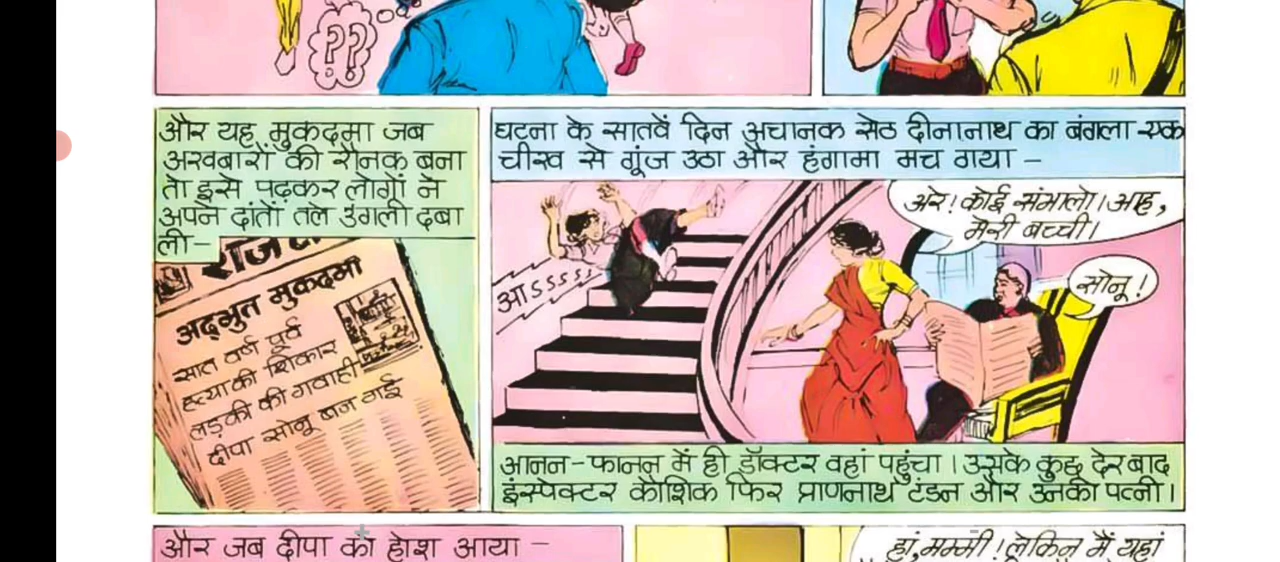 ??
और यह मुकदमा जब
अखबारों की रौनक बना
तो इसे पढ़कर लोगों ने
अपने दांतों तले उंगली दबा
ली-
अद्भुत मुकदमा
सात वर्ष पूर्व
हत्या की शिकार
लड़की की गवाही
दीपा सोनू बन गई
घटना के सातवें दिन अचानक सेठ दीनानाथ का बंगला एक
चीख से गूंज उठा और हंगामा मच गया -
आssss!
अरे! कोई संभालो। आह,
मेरी बच्ची।
सोनू!
आनन-फानन में ही डॉक्टर वहां पहुंचा। उसके कुछ देर बाद
इंस्पेक्टर कौशिक फिर प्राणनाथ टंडन और उनकी पत्नी।
और जब दीपा को होश आया -
हां, मम्मी! लेकिन मैं यहां